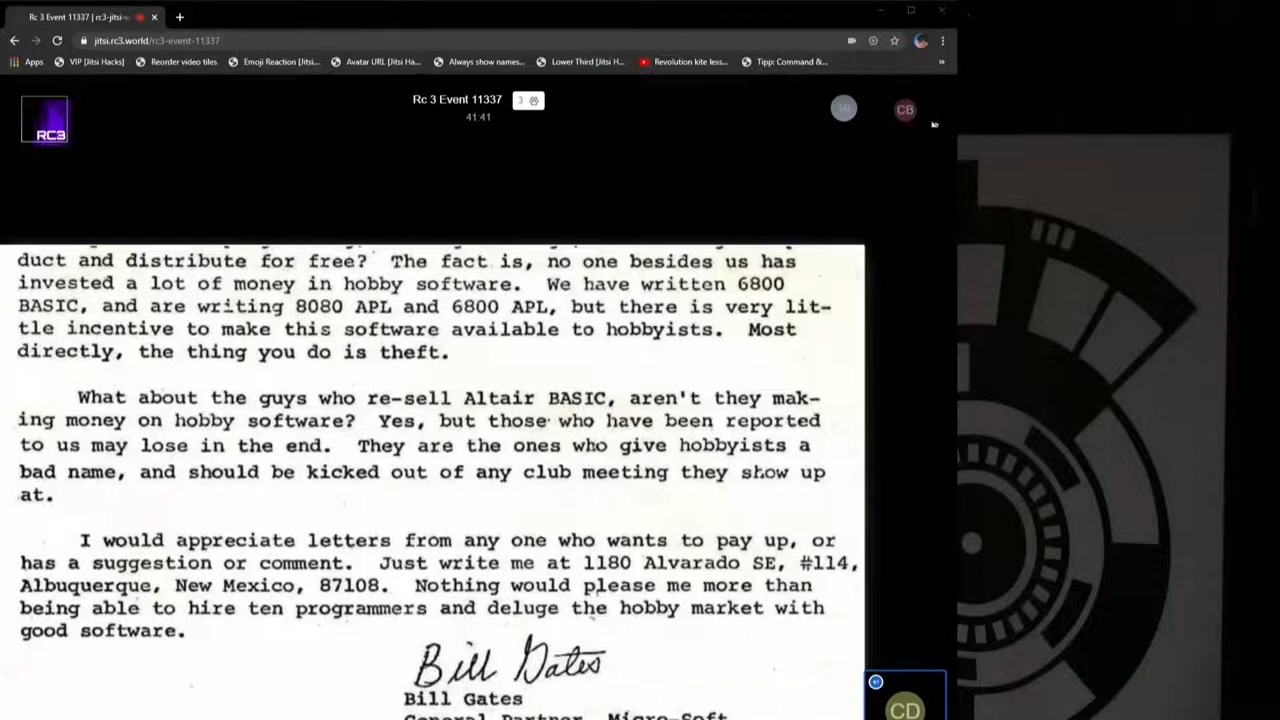 Rc 3 Event 11337 | rc3-jitsi
jitsi.rc3.world/rc3-event-11337
Apps VIP [Jitsi Hacks] Reorder video tiles Emoji Reaction [Jitsi... Avatar URL [Jitsi Ha... Always show names... Lower Third [Jitsi H... Revolution kite less... Tipp: Command &... »
RC3
Rc 3 Event 11337 3
41:41
CB
duct and distribute for free? The fact is, no one besides us has
invested a lot of money in hobby software. We have written 6800
BASIC, and are writing 8080 APL and 6800 APL, but there is very lit-
tle incentive to make this software available to hobbyists. Most
directly, the thing you do is theft.
What about the guys who re-sell Altair BASIC, aren't they mak-
ing money on hobby software? Yes, but those who have been reported
to us may lose in the end. They are the ones who give hobbyists a
bad name, and should be kicked out of any club meeting they show up
at.
I would appreciate letters from any one who wants to pay up, or
has a suggestion or comment. Just write me at 1180 Alvarado SE, #114,
Albuquerque, New Mexico, 87108. Nothing would please me more than
being able to hire ten programmers and deluge the hobby market with
good software.
Bill Gates
Bill Gates
General Partner, Micro-Soft
CD